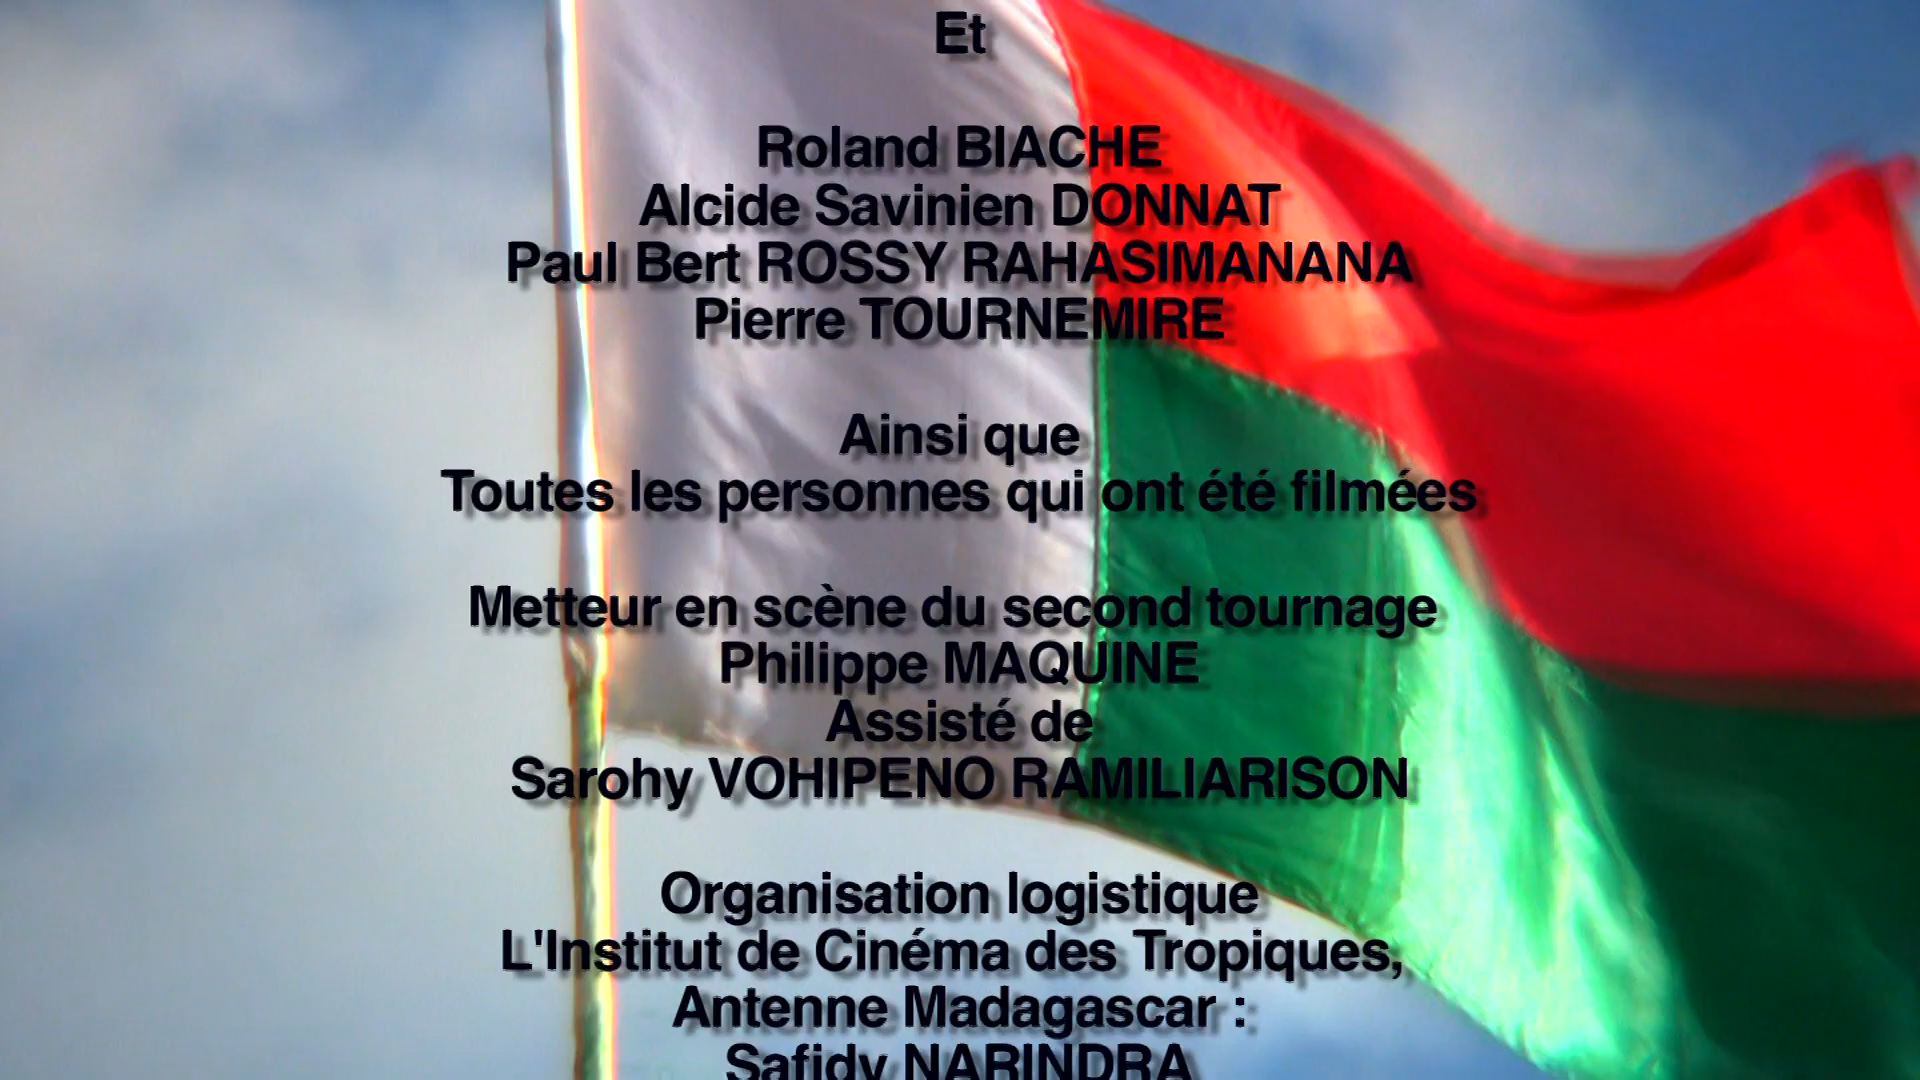 Et
Roland BIACHE
Alcide Savinien DONNAT
Paul Bert ROSSY RAHASIMANANA
Pierre TOURNEMIRE
Ainsi que
Toutes les personnes qui ont été filmées
Metteur en scène du second tournage
Philippe MAQUINE
Assisté de
Sarohy VOHIPENO RAMILIARISON
Organisation logistique
L'Institut de Cinéma des Tropiques,
Antenne Madagascar :
Safidy NARINDRA